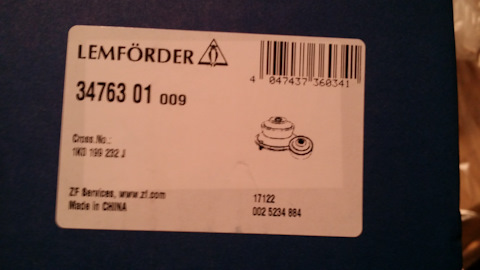 LEMFÖRDER
4 047437 360341
34763 01 009
Cross.No.:
1K0 199 232 J
ZF Services, www.zf.com
Made in CHINA
17122
002 5234 884